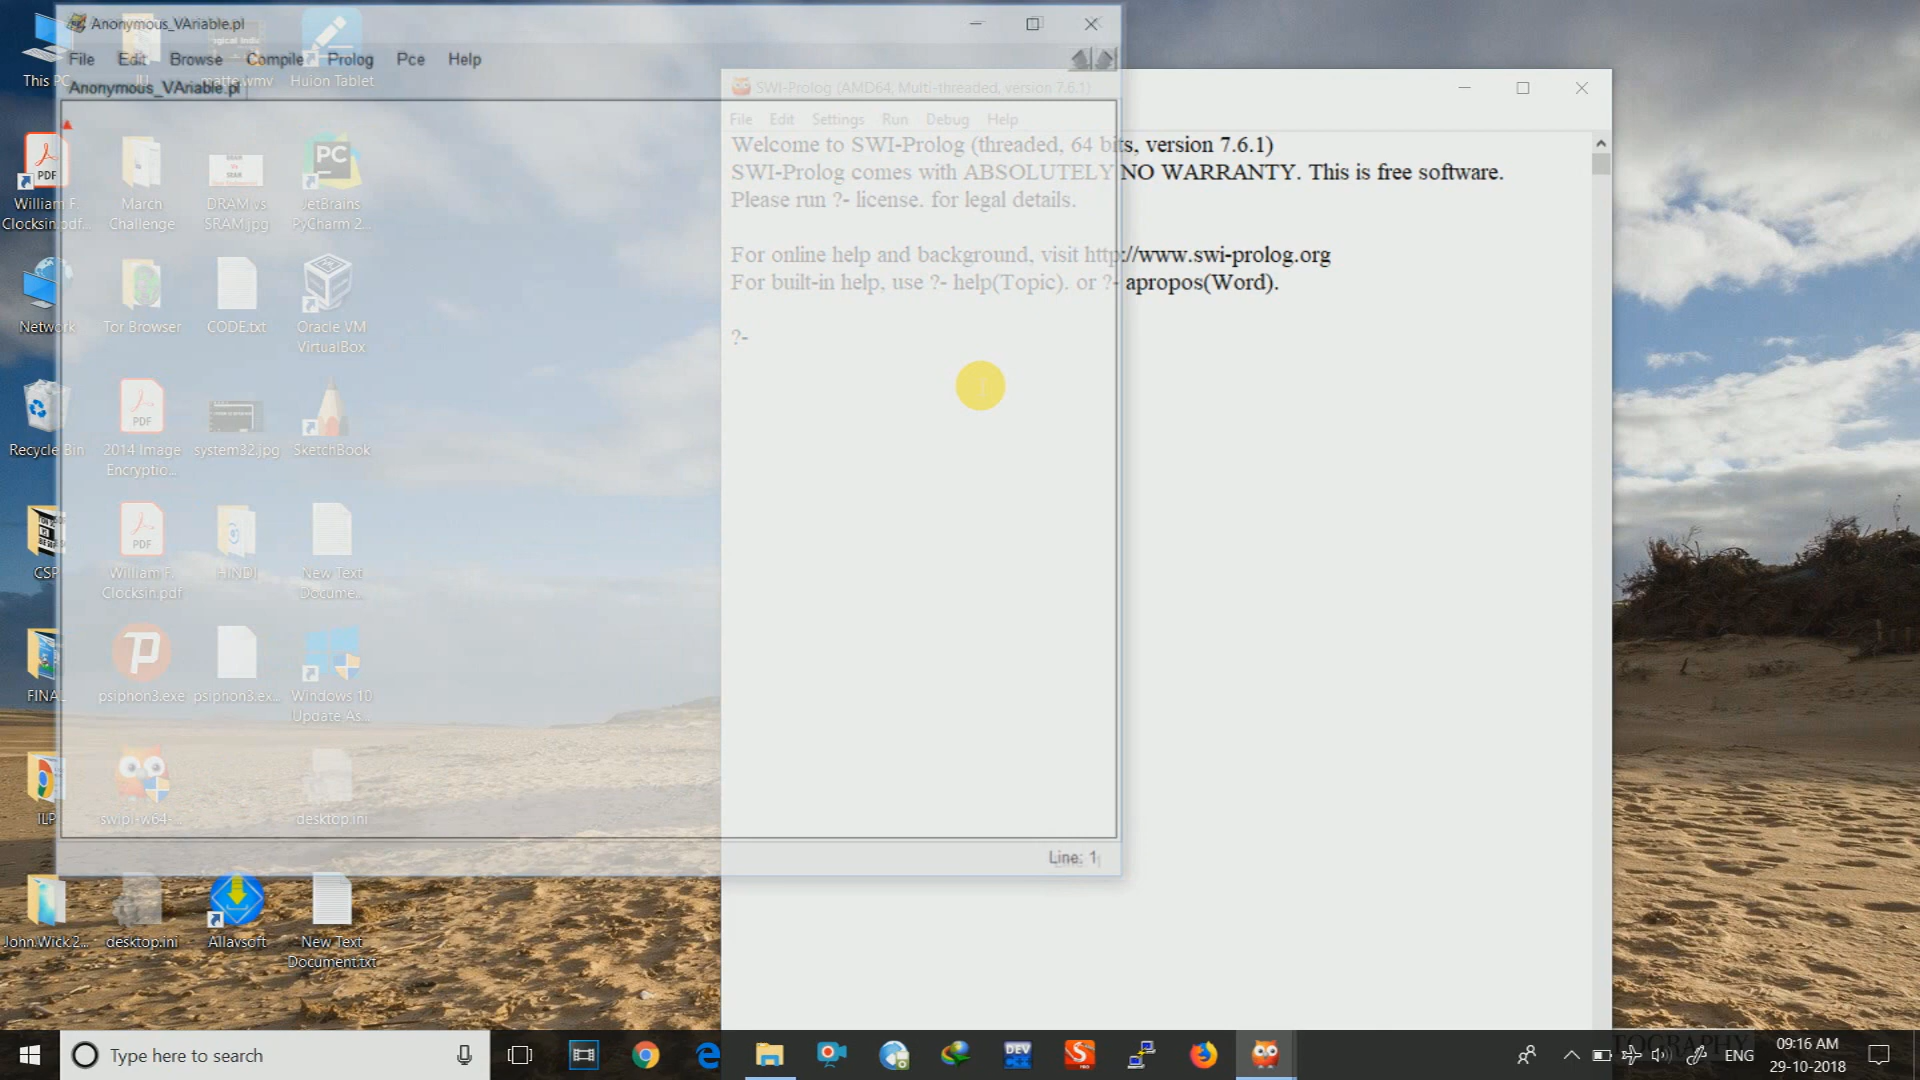 Anonymous_VAriable.pl
File Edit Browse Compile Prolog Pce Help
Anonymous_VAriable.pl
SWI-Prolog (AMD64, Multi-threaded, version 7.6.1)
File Edit Settings Run Debug Help
Welcome to SWI-Prolog (threaded, 64 bits, version 7.6.1)
SWI-Prolog comes with ABSOLUTELY NO WARRANTY. This is free software.
Please run ?- license. for legal details.
For online help and background, visit http://www.swi-prolog.org
For built-in help, use ?- help(Topic). or ?- apropos(Word).
?-
Line: 1
This PC
JU
matte.wmv
Huion Tablet
William F.
Clocksin.pdf...
March
Challenge
DRAM vs
SRAM.jpg
JetBrains
PyCharm 2...
Network
Tor Browser
CODE.txt
Oracle VM
VirtualBox
Recycle Bin
2014 Image
Encryptio...
system32.jpg
SketchBook
CSP
William F.
Clocksin.pdf
HINDI
New Text
Docume...
FINAL
psiphon3.exe
psiphon3.ex...
Windows 10
Update As...
ILP
swipl-w64-...
desktop.ini
John.Wick.2...
desktop.ini
Allavsoft
New Text
Document.txt
Type here to search
ENG
09:16 AM
29-10-2018